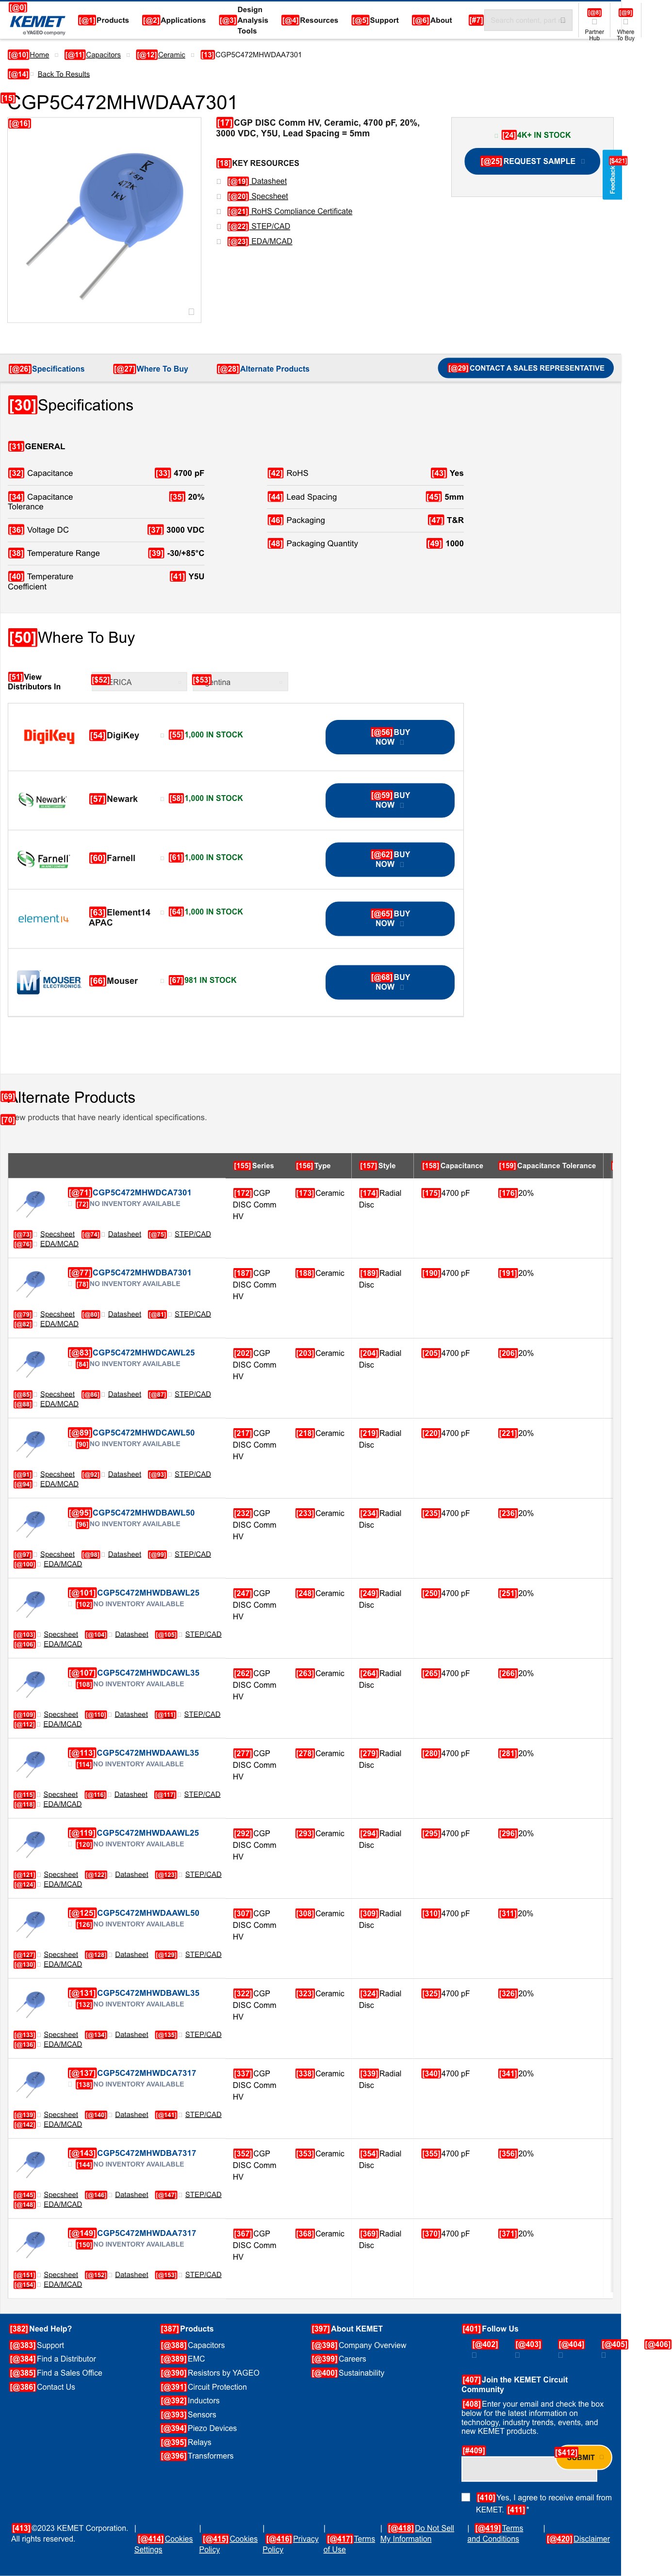 [@0] KEMET a YAGEO company
[@1] Products [@2] Applications [@3] Design Analysis Tools [@4] Resources [@5] Support [@6] About [#7] [@8] Partner Hub [@9] Where To Buy
[@10] Home [@11] Capacitors [@12] Ceramic [13] CGP5C472MHWDAA7301
[@14] Back To Results
[15] CGP5C472MHWDAA7301
[@16]
[17] CGP DISC Comm HV, Ceramic, 4700 pF, 20%,
3000 VDC, Y5U, Lead Spacing = 5mm
[18] KEY RESOURCES
[@19] Datasheet
[@20] Specsheet
[@21] RoHS Compliance Certificate
[@22] STEP/CAD
[@23] EDA/MCAD
[24] 4K+ IN STOCK
[@25] REQUEST SAMPLE
[$421] Feedback
[@26] Specifications [@27] Where To Buy [@28] Alternate Products [@29] CONTACT A SALES REPRESENTATIVE
[30] Specifications
[31] GENERAL
[32] Capacitance [33] 4700 pF
[34] Capacitance Tolerance [35] 20%
[36] Voltage DC [37] 3000 VDC
[38] Temperature Range [39] -30/+85°C
[40] Temperature Coefficient [41] Y5U
[42] RoHS [43] Yes
[44] Lead Spacing [45] 5mm
[46] Packaging [47] T&R
[48] Packaging Quantity [49] 1000
[50] Where To Buy
[51] View Distributors In [$52] ERICA [$53] entina
DigiKey [54] DigiKey [55] 1,000 IN STOCK [@56] BUY NOW
Newark [57] Newark [58] 1,000 IN STOCK [@59] BUY NOW
Farnell [60] Farnell [61] 1,000 IN STOCK [@62] BUY NOW
element14 [63] Element14 APAC [64] 1,000 IN STOCK [@65] BUY NOW
MOUSER ELECTRONICS [66] Mouser [67] 981 IN STOCK [@68] BUY NOW
[69] Alternate Products
[70] ew products that have nearly identical specifications.
[155] Series [156] Type [157] Style [158] Capacitance [159] Capacitance Tolerance
[@71] CGP5C472MHWDCA7301 [172] CGP DISC Comm HV [173] Ceramic [174] Radial Disc [175] 4700 pF [176] 20%
[72] NO INVENTORY AVAILABLE
[@73] Specsheet [@74] Datasheet [@75] STEP/CAD
[@76] EDA/MCAD
[@77] CGP5C472MHWDBA7301 [187] CGP DISC Comm HV [188] Ceramic [189] Radial Disc [190] 4700 pF [191] 20%
[78] NO INVENTORY AVAILABLE
[@79] Specsheet [@80] Datasheet [@81] STEP/CAD
[@82] EDA/MCAD
[@83] CGP5C472MHWDCAWL25 [202] CGP DISC Comm HV [203] Ceramic [204] Radial Disc [205] 4700 pF [206] 20%
[84] NO INVENTORY AVAILABLE
[@85] Specsheet [@86] Datasheet [@87] STEP/CAD
[@88] EDA/MCAD
[@89] CGP5C472MHWDCAWL50 [217] CGP DISC Comm HV [218] Ceramic [219] Radial Disc [220] 4700 pF [221] 20%
[90] NO INVENTORY AVAILABLE
[@91] Specsheet [@92] Datasheet [@93] STEP/CAD
[@94] EDA/MCAD
[@95] CGP5C472MHWDBAWL50 [232] CGP DISC Comm HV [233] Ceramic [234] Radial Disc [235] 4700 pF [236] 20%
[96] NO INVENTORY AVAILABLE
[@97] Specsheet [@98] Datasheet [@99] STEP/CAD
[@100] EDA/MCAD
[@101] CGP5C472MHWDBAWL25 [247] CGP DISC Comm HV [248] Ceramic [249] Radial Disc [250] 4700 pF [251] 20%
[102] NO INVENTORY AVAILABLE
[@103] Specsheet [@104] Datasheet [@105] STEP/CAD
[@106] EDA/MCAD
[@107] CGP5C472MHWDCAWL35 [262] CGP DISC Comm HV [263] Ceramic [264] Radial Disc [265] 4700 pF [266] 20%
[108] NO INVENTORY AVAILABLE
[@109] Specsheet [@110] Datasheet [@111] STEP/CAD
[@112] EDA/MCAD
[@113] CGP5C472MHWDAAWL35 [277] CGP DISC Comm HV [278] Ceramic [279] Radial Disc [280] 4700 pF [281] 20%
[114] NO INVENTORY AVAILABLE
[@115] Specsheet [@116] Datasheet [@117] STEP/CAD
[@118] EDA/MCAD
[@119] CGP5C472MHWDAAWL25 [292] CGP DISC Comm HV [293] Ceramic [294] Radial Disc [295] 4700 pF [296] 20%
[120] NO INVENTORY AVAILABLE
[@121] Specsheet [@122] Datasheet [@123] STEP/CAD
[@124] EDA/MCAD
[@125] CGP5C472MHWDAAWL50 [307] CGP DISC Comm HV [308] Ceramic [309] Radial Disc [310] 4700 pF [311] 20%
[126] NO INVENTORY AVAILABLE
[@127] Specsheet [@128] Datasheet [@129] STEP/CAD
[@130] EDA/MCAD
[@131] CGP5C472MHWDBAWL35 [322] CGP DISC Comm HV [323] Ceramic [324] Radial Disc [325] 4700 pF [326] 20%
[132] NO INVENTORY AVAILABLE
[@133] Specsheet [@134] Datasheet [@135] STEP/CAD
[@136] EDA/MCAD
[@137] CGP5C472MHWDCA7317 [337] CGP DISC Comm HV [338] Ceramic [339] Radial Disc [340] 4700 pF [341] 20%
[138] NO INVENTORY AVAILABLE
[@139] Specsheet [@140] Datasheet [@141] STEP/CAD
[@142] EDA/MCAD
[@143] CGP5C472MHWDBA7317 [352] CGP DISC Comm HV [353] Ceramic [354] Radial Disc [355] 4700 pF [356] 20%
[144] NO INVENTORY AVAILABLE
[@145] Specsheet [@146] Datasheet [@147] STEP/CAD
[@148] EDA/MCAD
[@149] CGP5C472MHWDAA7317 [367] CGP DISC Comm HV [368] Ceramic [369] Radial Disc [370] 4700 pF [371] 20%
[150] NO INVENTORY AVAILABLE
[@151] Specsheet [@152] Datasheet [@153] STEP/CAD
[@154] EDA/MCAD
[382] Need Help?
[@383] Support
[@384] Find a Distributor
[@385] Find a Sales Office
[@386] Contact Us
[387] Products
[@388] Capacitors
[@389] EMC
[@390] Resistors by YAGEO
[@391] Circuit Protection
[@392] Inductors
[@393] Sensors
[@394] Piezo Devices
[@395] Relays
[@396] Transformers
[397] About KEMET
[@398] Company Overview
[@399] Careers
[@400] Sustainability
[401] Follow Us
[@402] [@403] [@404] [@405] [@406]
[407] Join the KEMET Circuit
Community
[408] Enter your email and check the box
below for the latest information on
technology, industry trends, events, and
new KEMET products.
[#409] [$412] SUBMIT
[410] Yes, I agree to receive email from
KEMET. [411] *
[413] ©2023 KEMET Corporation. All rights reserved. | [@414] Cookies Settings | [@415] Cookies Policy | [@416] Privacy Policy | [@417] Terms of Use | [@418] Do Not Sell My Information | [@419] Terms and Conditions | [@420] Disclaimer